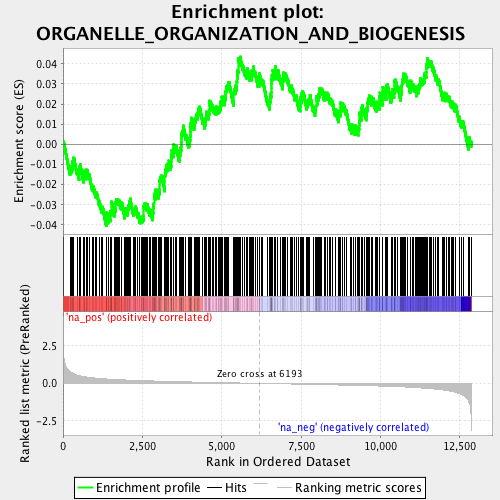 Enrichment plot:
ORGANELLE_ORGANIZATION_AND_BIOGENESIS
Enrichment score (ES)
0.04
0.03
0.02
0.01
0.00
-0.01
-0.02
-0.03
-0.04
'na_pos' (positively correlated)
Ranked list metric (PreRanked)
2.5
0.0
-2.5
Zero cross at 6193
'na_neg' (negatively correlated)
0
2,500
5,000
7,500
10,000
12,500
Rank in Ordered Dataset
Enrichment profile
Hits
Ranking metric scores